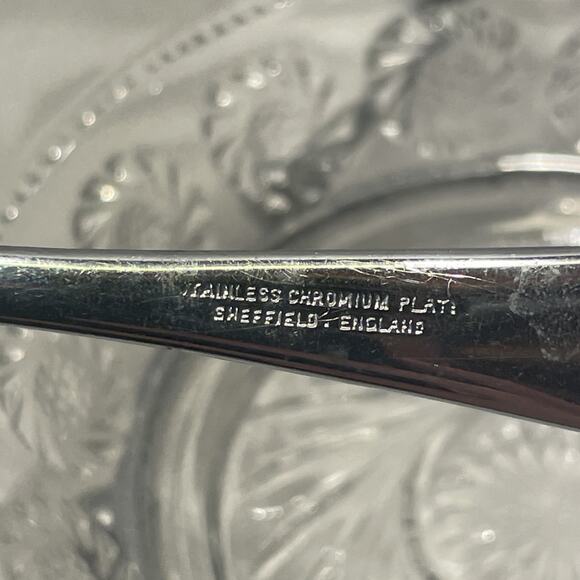 STAINLESS CHROMIUM PLATE
SHEFFIELD · ENGLAND